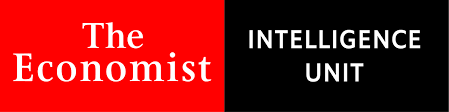 The
Economist
INTELLIGENCE
UNIT